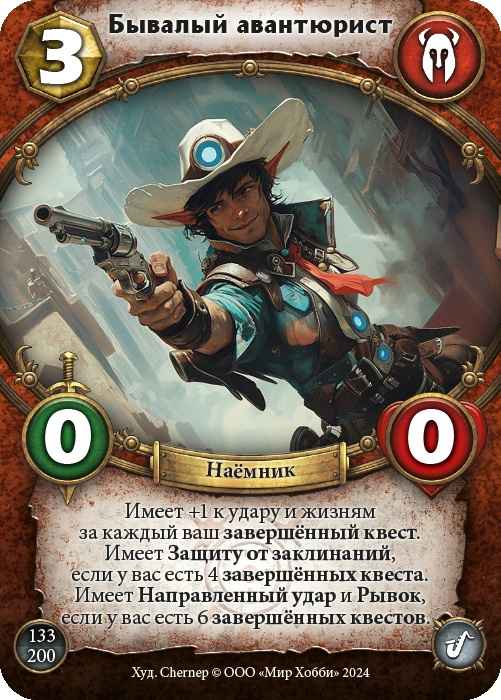 Бывалый авантюрист
3
0
0
Наёмник
Имеет +1 к удару и жизням
за каждый ваш завершённый квест.
Имеет Защиту от заклинаний,
если у вас есть 4 завершённых квеста.
Имеет Направленный удар и Рывок,
если у вас есть 6 завершённых квестов.
133
200
Худ. Chernep © ООО «Мир Хобби» 2024